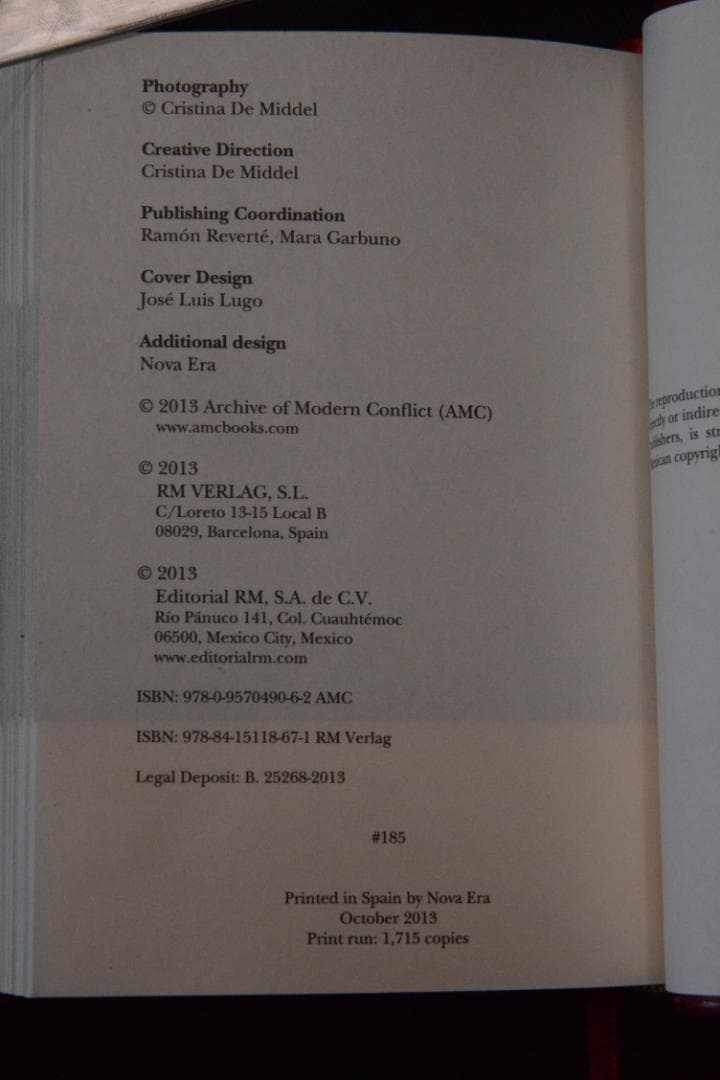 Photography
© Cristina De Middel
Creative Direction
Cristina De Middel
Publishing Coordination
Ramón Reverté, Mara Garbuno
Cover Design
José Luis Lugo
Additional design
Nova Era
© 2013 Archive of Modern Conflict (AMC)
www.amcbooks.com
© 2013
RM VERLAG, S.L.
C/Loreto 13-15 Local B
08029, Barcelona, Spain
© 2013
Editorial RM, S.A. de C.V.
Río Pánuco 141, Col. Cuauhtémoc
06500, Mexico City, Mexico
www.editorialrm.com
ISBN: 978-0-9570490-6-2 AMC
ISBN: 978-84-15118-67-1 RM Verlag
Legal Deposit: B. 25268-2013
#185
Printed in Spain by Nova Era
October 2013
Print run: 1,715 copies
or
is